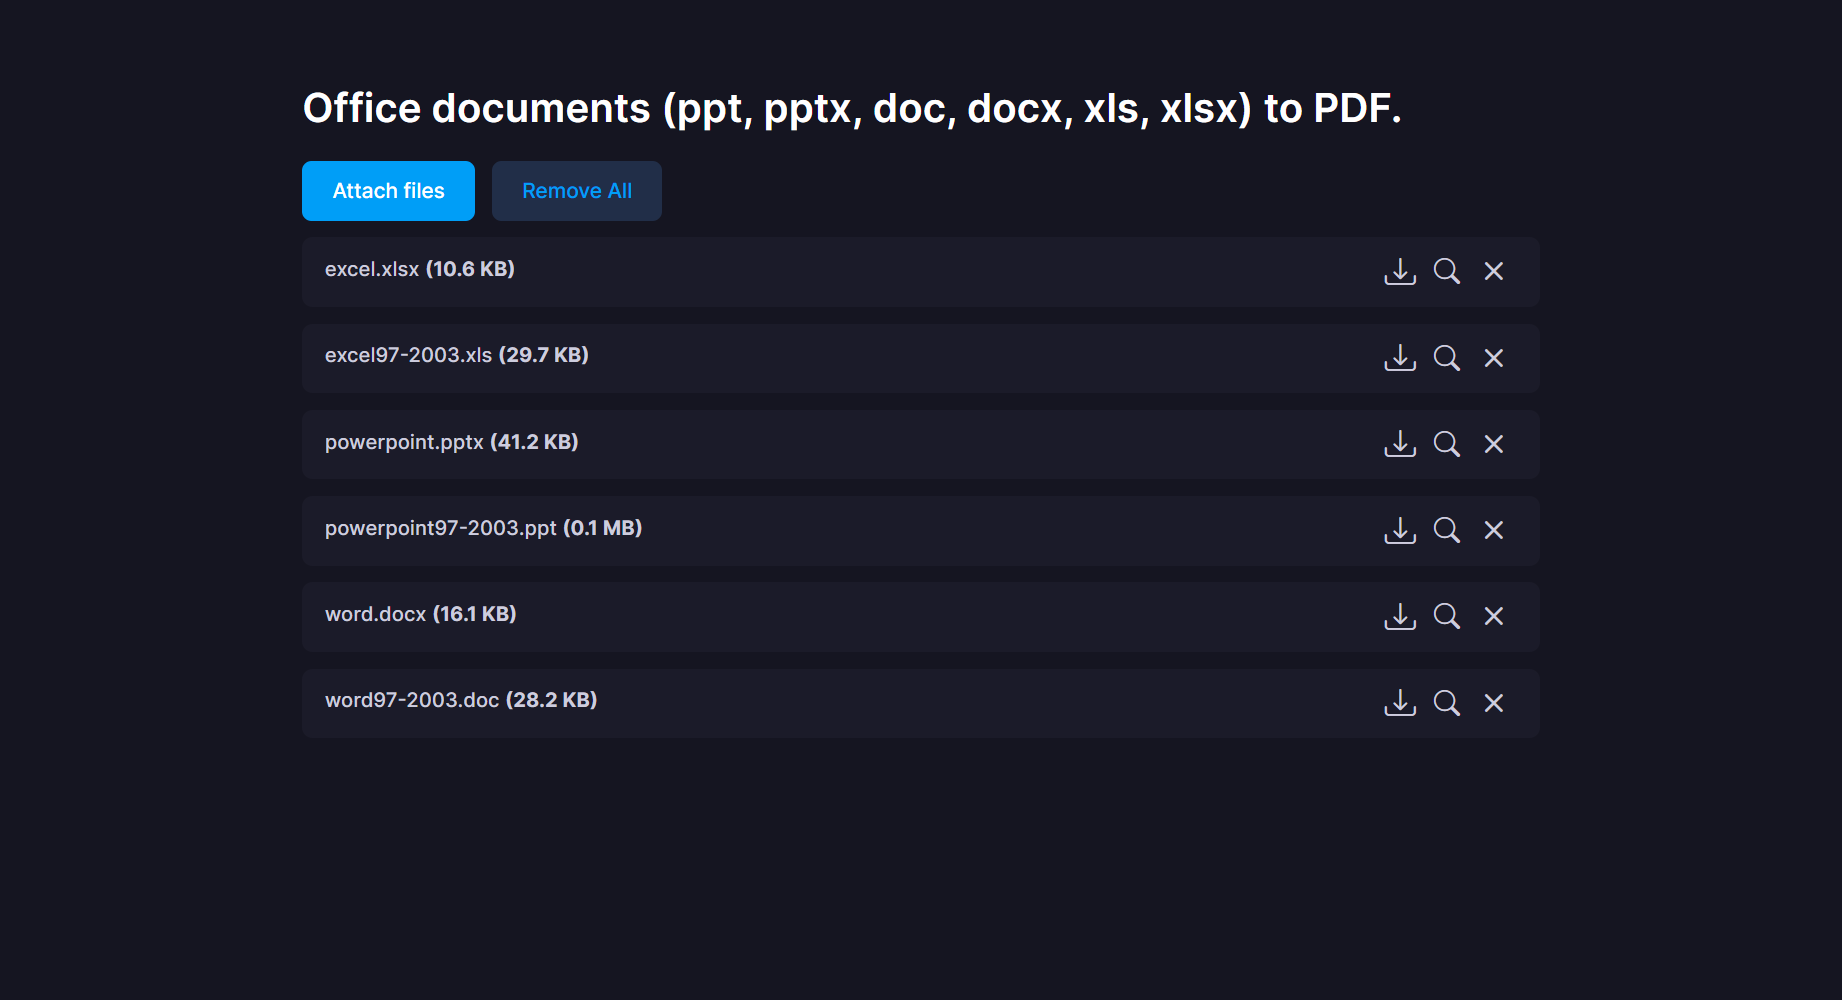 Office documents (ppt, pptx, doc, docx, xls, xlsx) to PDF.
Attach files Remove All
excel.xlsx (10.6 KB)
excel97-2003.xls (29.7 KB)
powerpoint.pptx (41.2 KB)
powerpoint97-2003.ppt (0.1 MB)
word.docx (16.1 KB)
word97-2003.doc (28.2 KB)